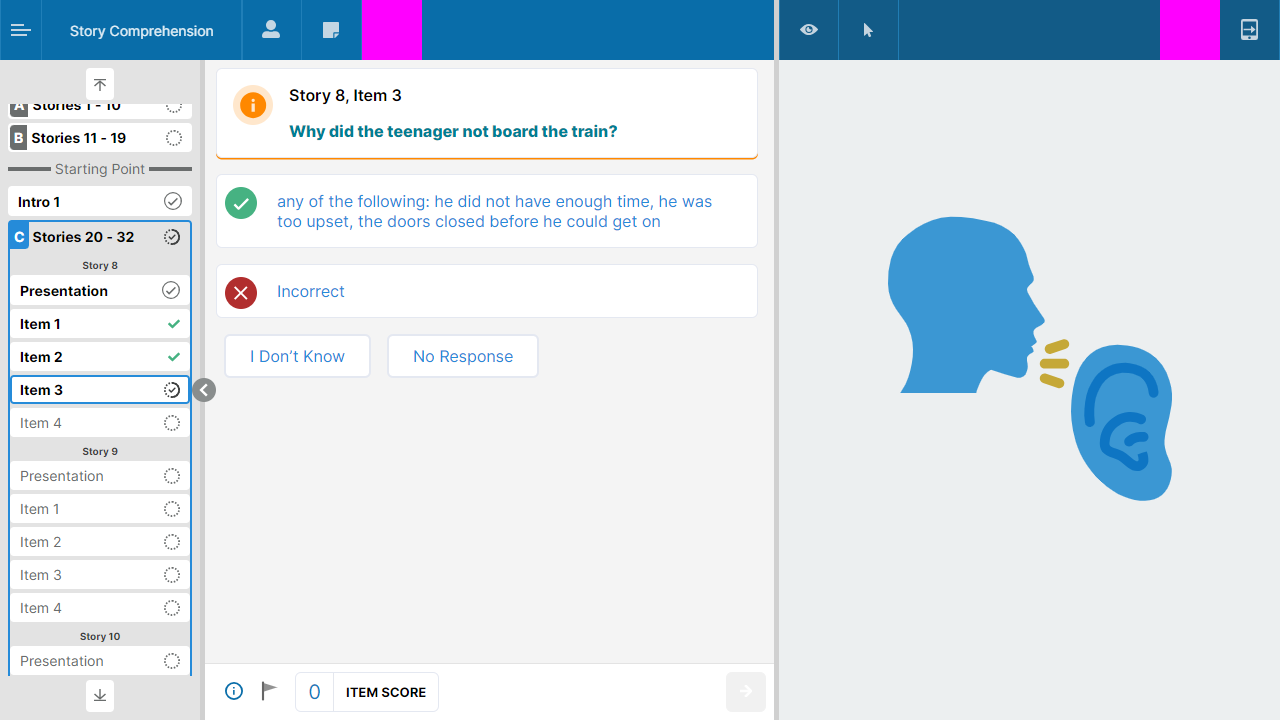 Story Comprehension
A Stories 1 - 10
B Stories 11 - 19
Starting Point
Intro 1
C Stories 20 - 32
Story 8
Presentation
Item 1
Item 2
Item 3
Item 4
Story 9
Presentation
Item 1
Item 2
Item 3
Item 4
Story 10
Presentation
Story 8, Item 3
Why did the teenager not board the train?
any of the following: he did not have enough time, he was
too upset, the doors closed before he could get on
Incorrect
I Don’t Know
No Response
0 ITEM SCORE